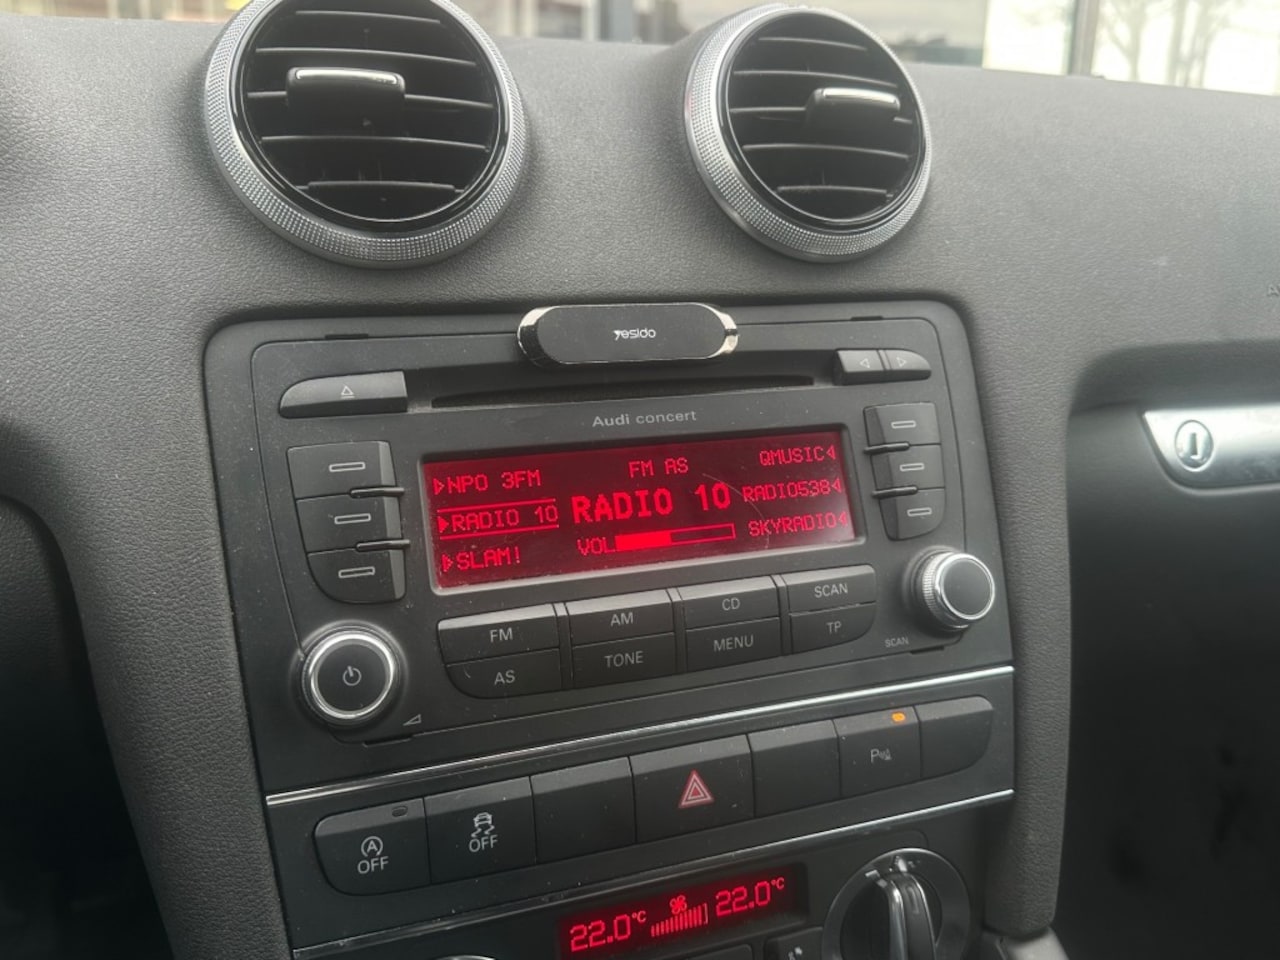 yesido
Audi concert
NPO 3FM
FM AS
QMUSIC
RADIO 10
RADIO 10
RADIO538
SLAM!
VOL
SKYRADIO
FM
AM
CD
SCAN
AS
TONE
MENU
TP
SCAN
A
OFF
OFF
P
22.0°C
22.0°C